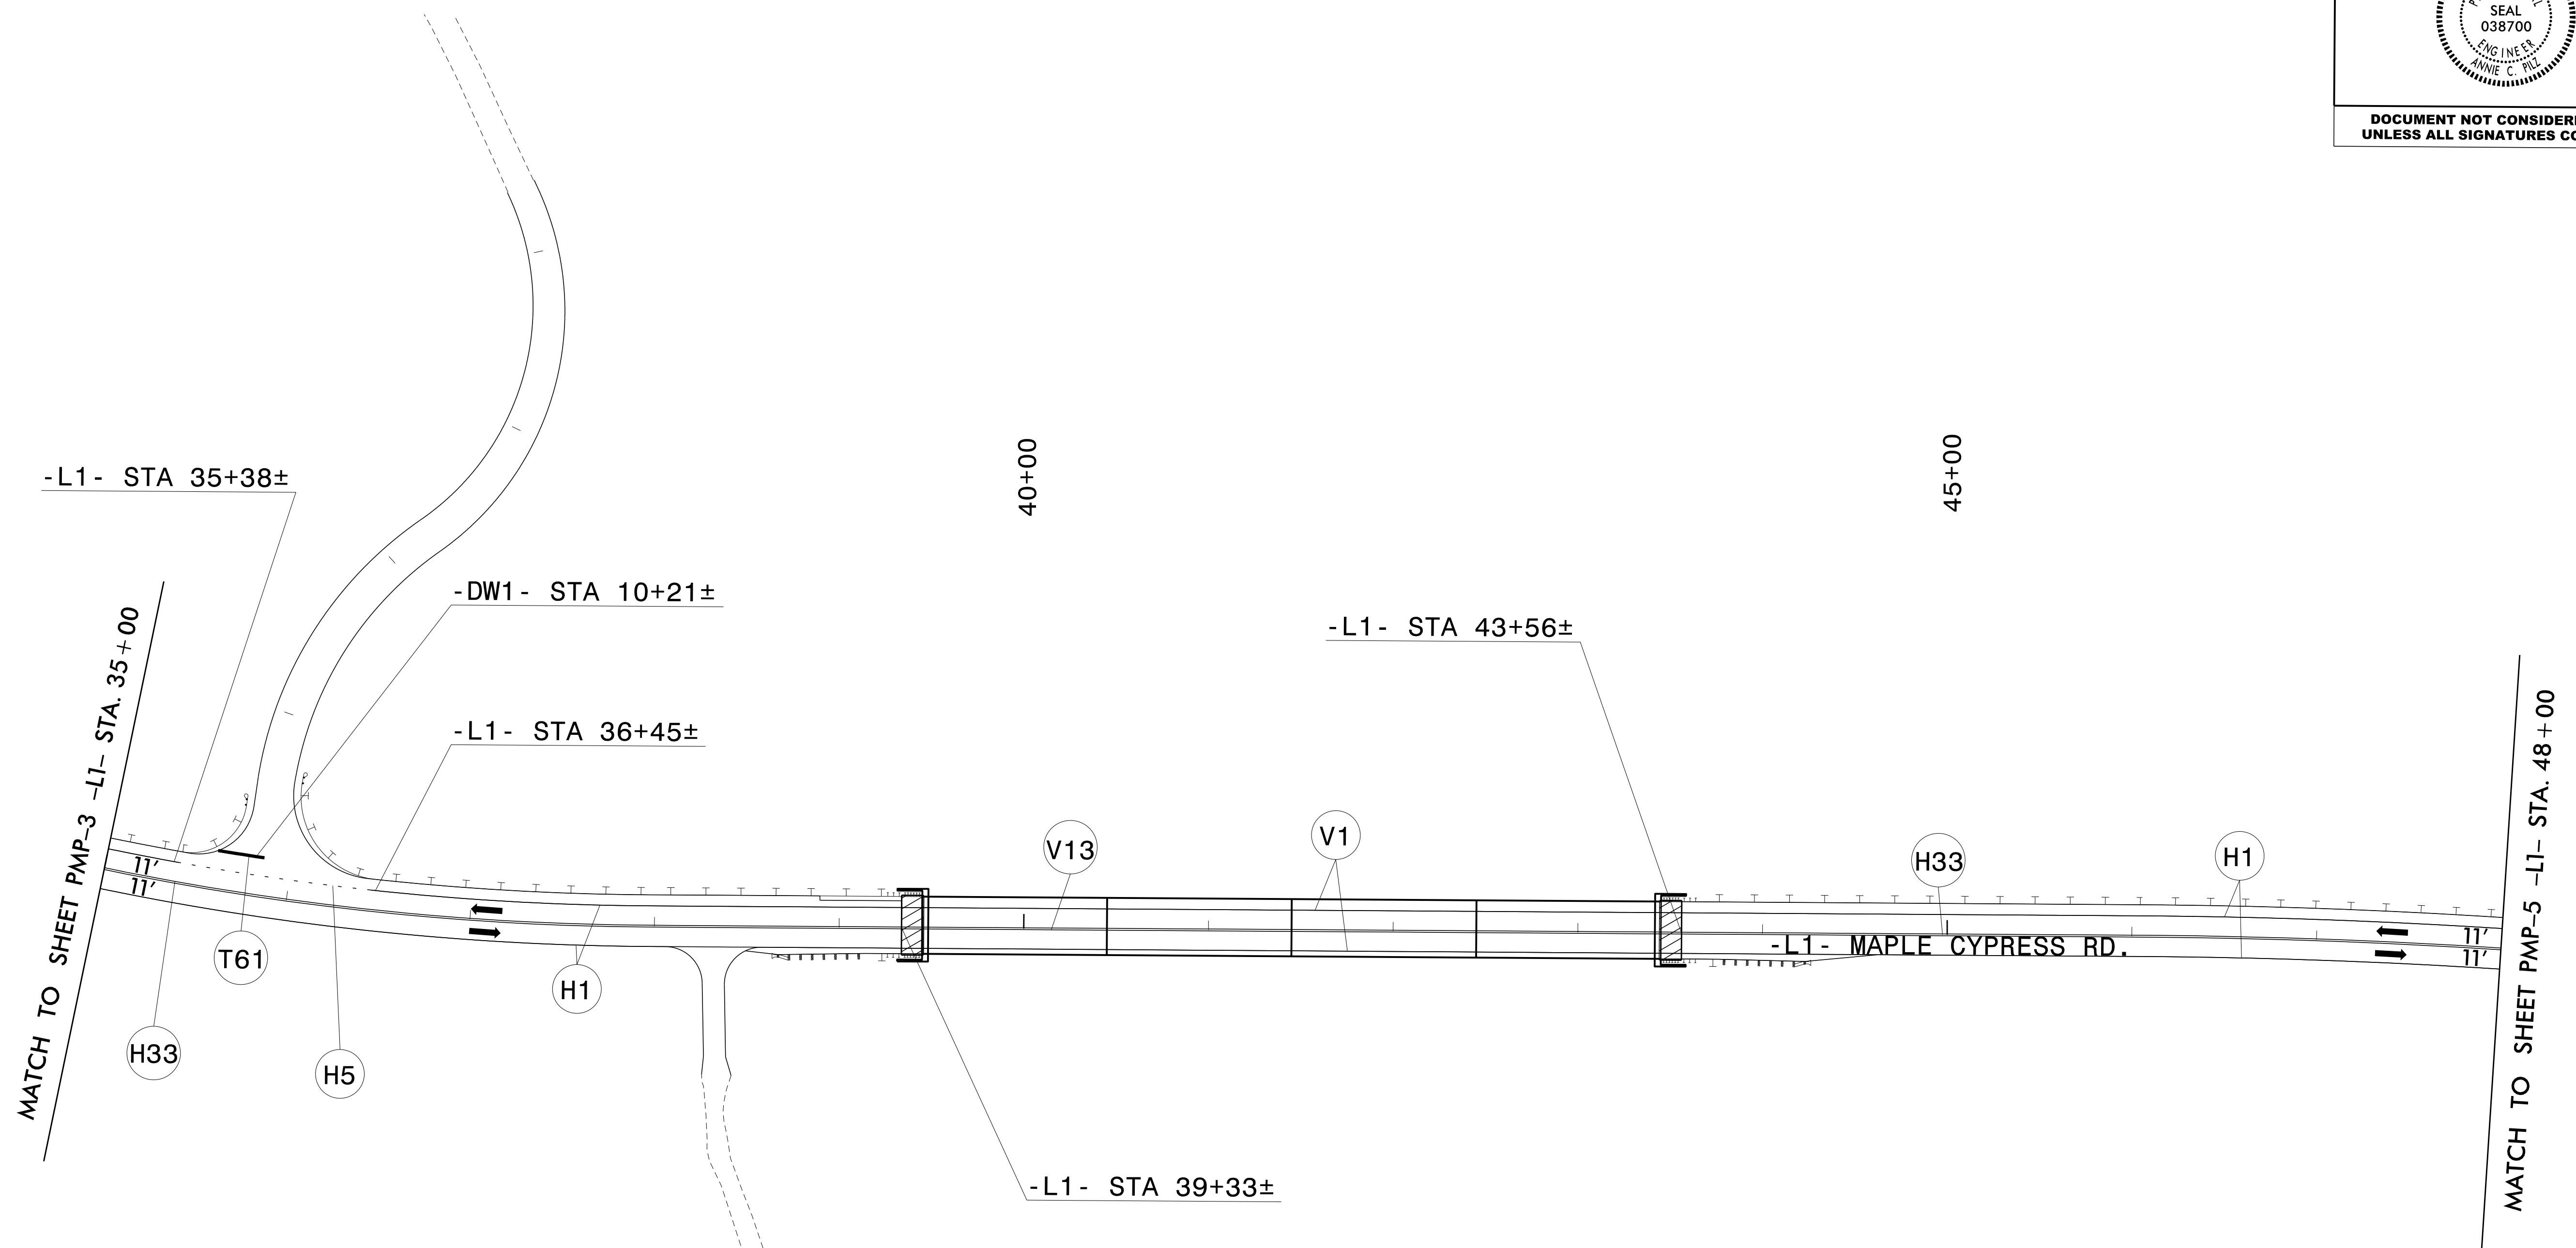 SEAL
038700
ENGINEER
ANNIE C. PILZ
DOCUMENT NOT CONSIDER
UNLESS ALL SIGNATURES CO
40+00
45+00
-L1- STA 35+38±
-DW1- STA 10+21±
-L1- STA 43+56±
-L1- STA 36+45±
MATCH TO SHEET PMP-3 -L1- STA. 35+00
MATCH TO SHEET PMP-5 -L1- STA. 48+00
V13
V1
H33
H1
11'
11'
11'
11'
-L1- MAPLE CYPRESS RD.
T61
H1
H33
H5
-L1- STA 39+33±